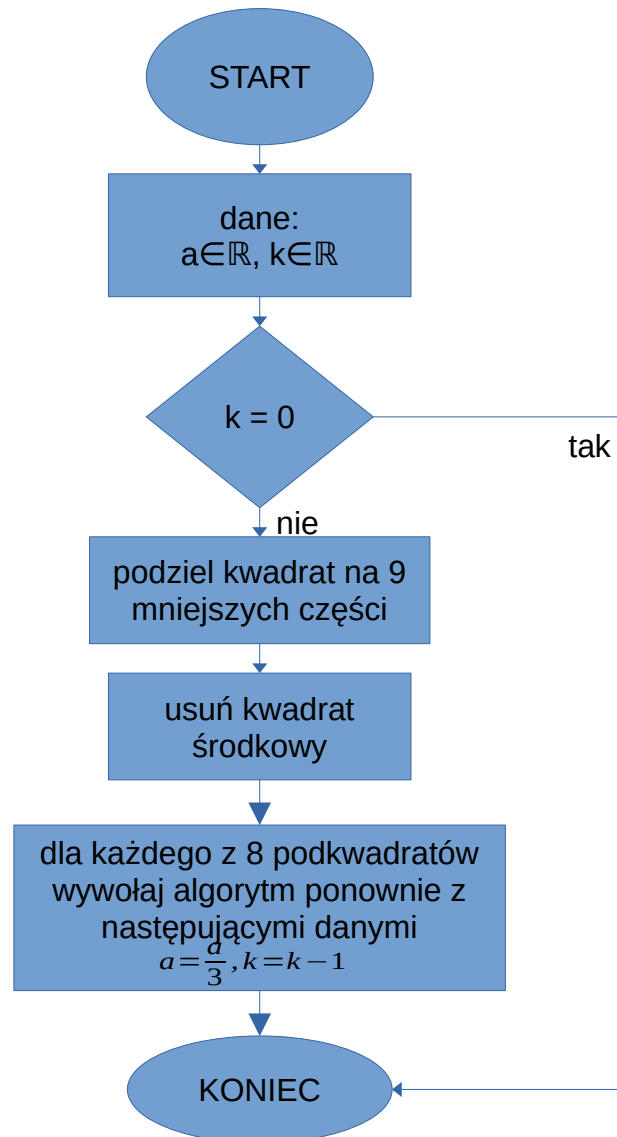 START
dane:
a∈ℝ, k∈ℝ
k = 0
tak
nie
podziel kwadrat na 9
mniejszych części
usuń kwadrat
środkowy
dla każdego z 8 podkwadratów
wywołaj algorytm ponownie z
następującymi danymi
a=a/3, k=k−1
KONIEC